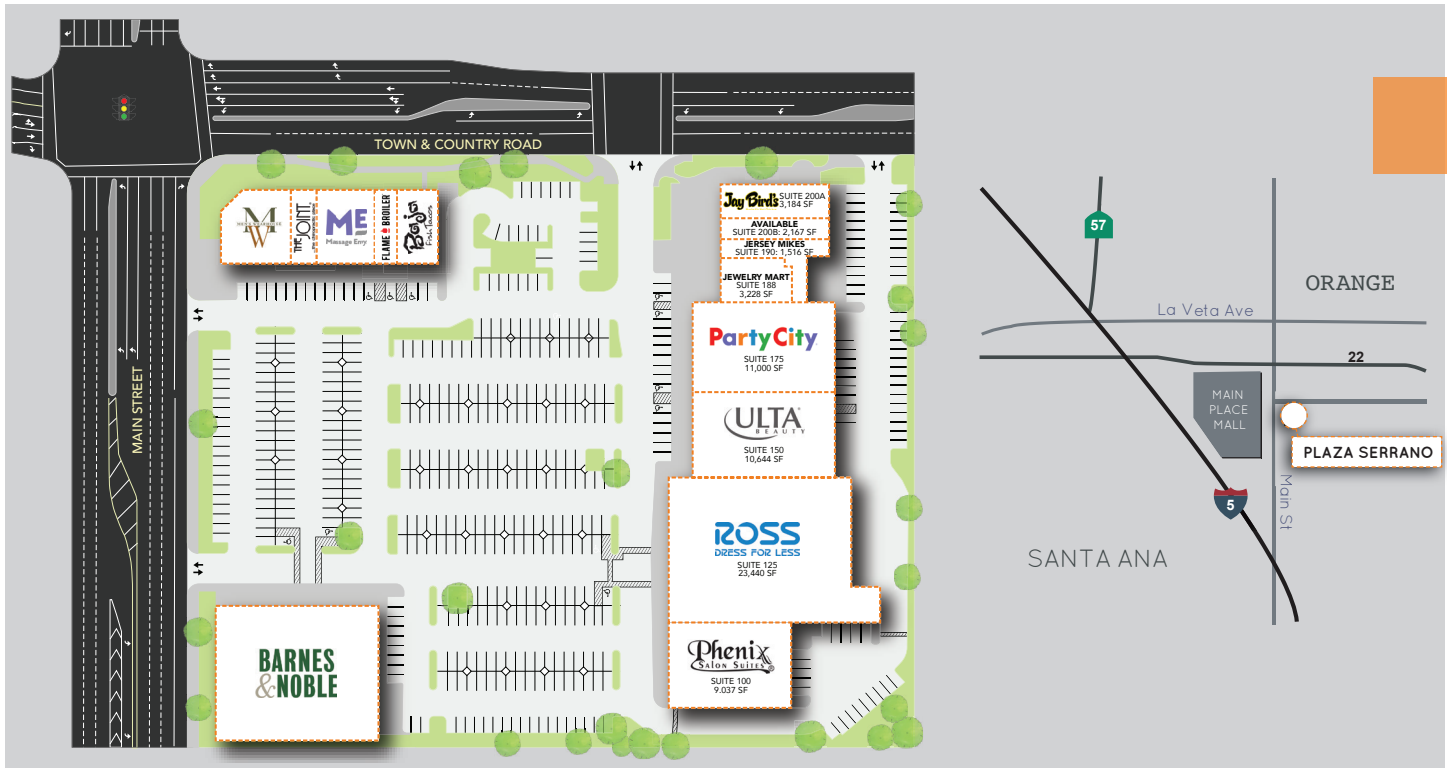 TOWN & COUNTRY ROAD
MAIN STREET
M
W
THE JOINT
ME
Massage Envy
FLAME BROILER
Baja
Fish Tacos
Jay Bird's
SUITE 200A
3,184 SF
AVAILABLE
SUITE 200B: 2,167 SF
JERSEY MIKES
SUITE 190: 1,516 SF
JEWELRY MART
SUITE 188
3,228 SF
Party City
SUITE 175
11,000 SF
ULTA
BEAUTY
SUITE 150
10,644 SF
ROSS
DRESS FOR LESS
SUITE 125
23,440 SF
Phenix
SALON SUITES
SUITE 100
9.037 SF
BARNES
&NOBLE
57
ORANGE
La Veta Ave
22
MAIN
PLACE
MALL
PLAZA SERRANO
Main St
5
SANTA ANA